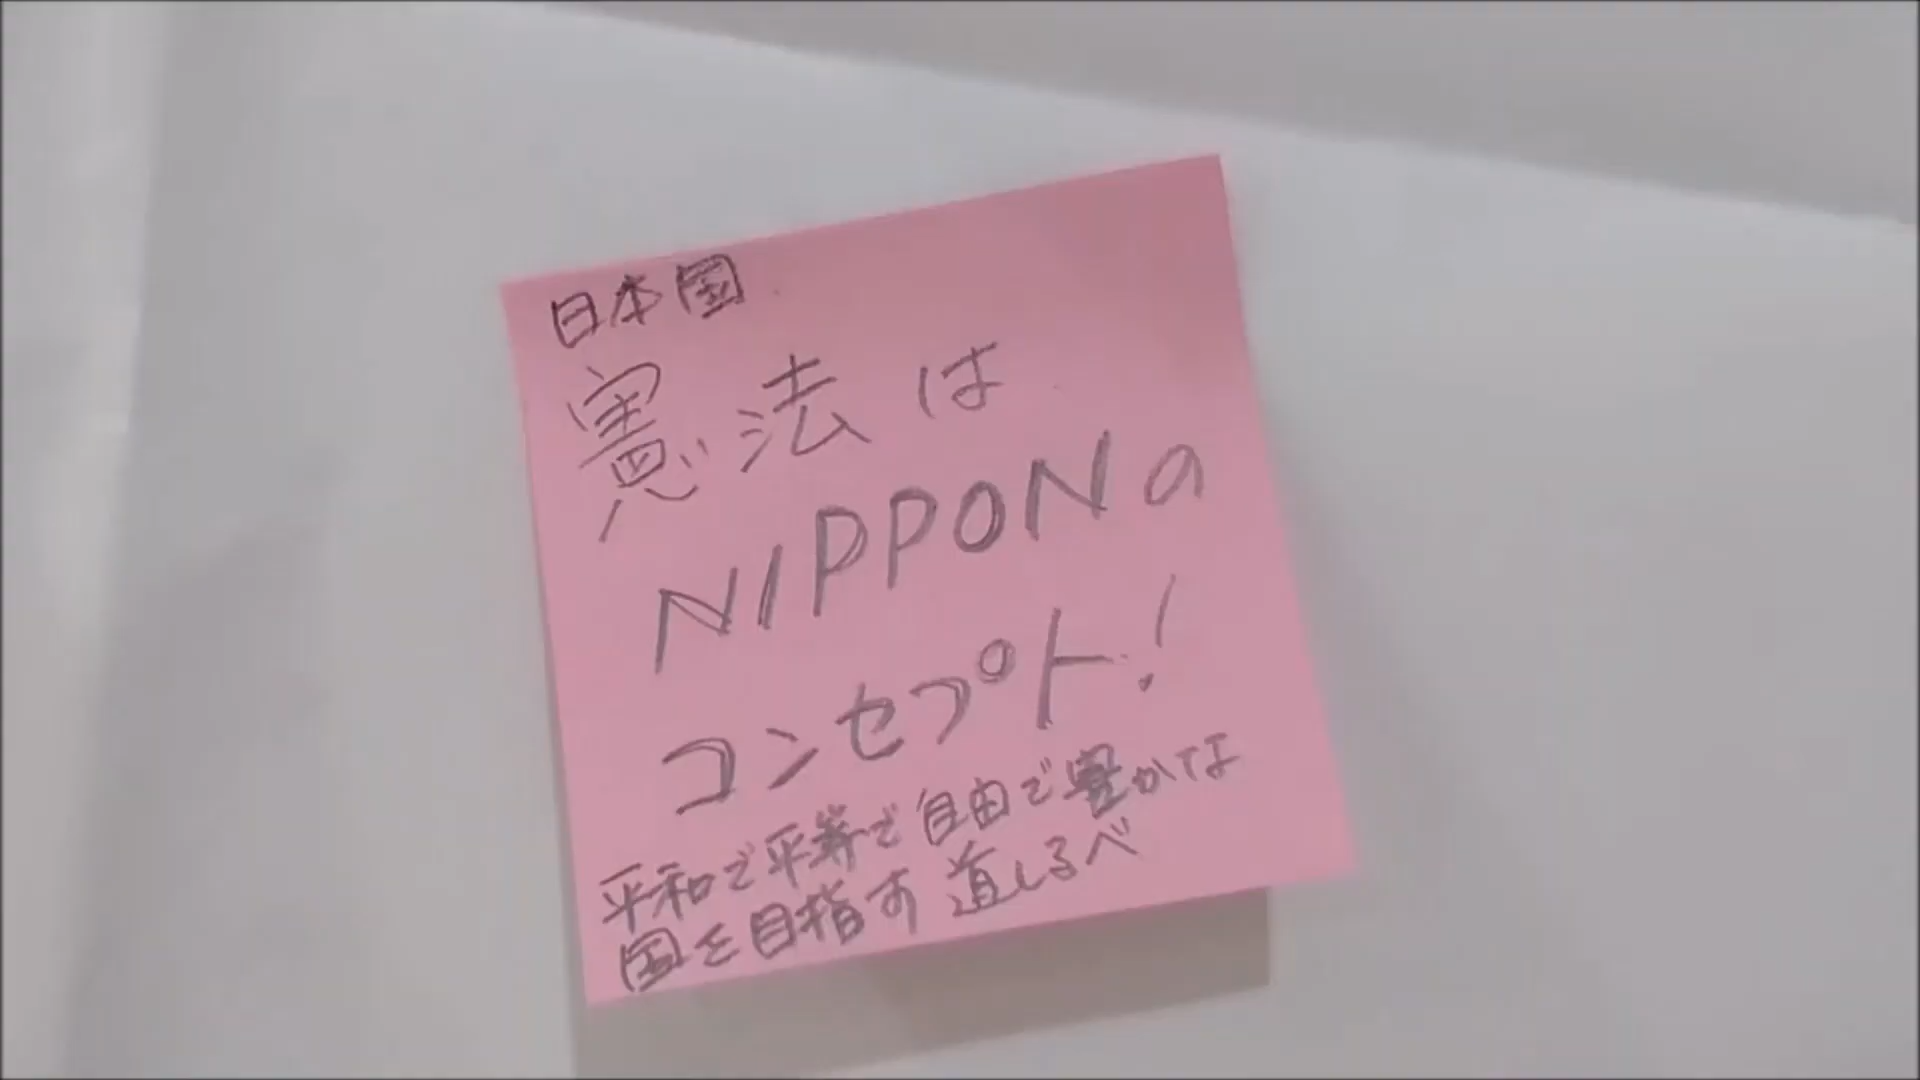 日本国
憲法は
NIPPONの
コンセプト!
平和で平等で自由で豊かな
国を目指す道しるべ